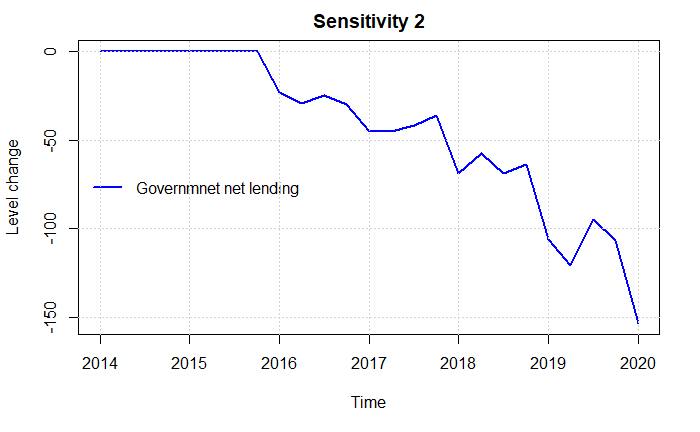 Sensitivity 2
Level change
0
-50
-100
-150
Governmnet net lending
2014 2015 2016 2017 2018 2019 2020
Time